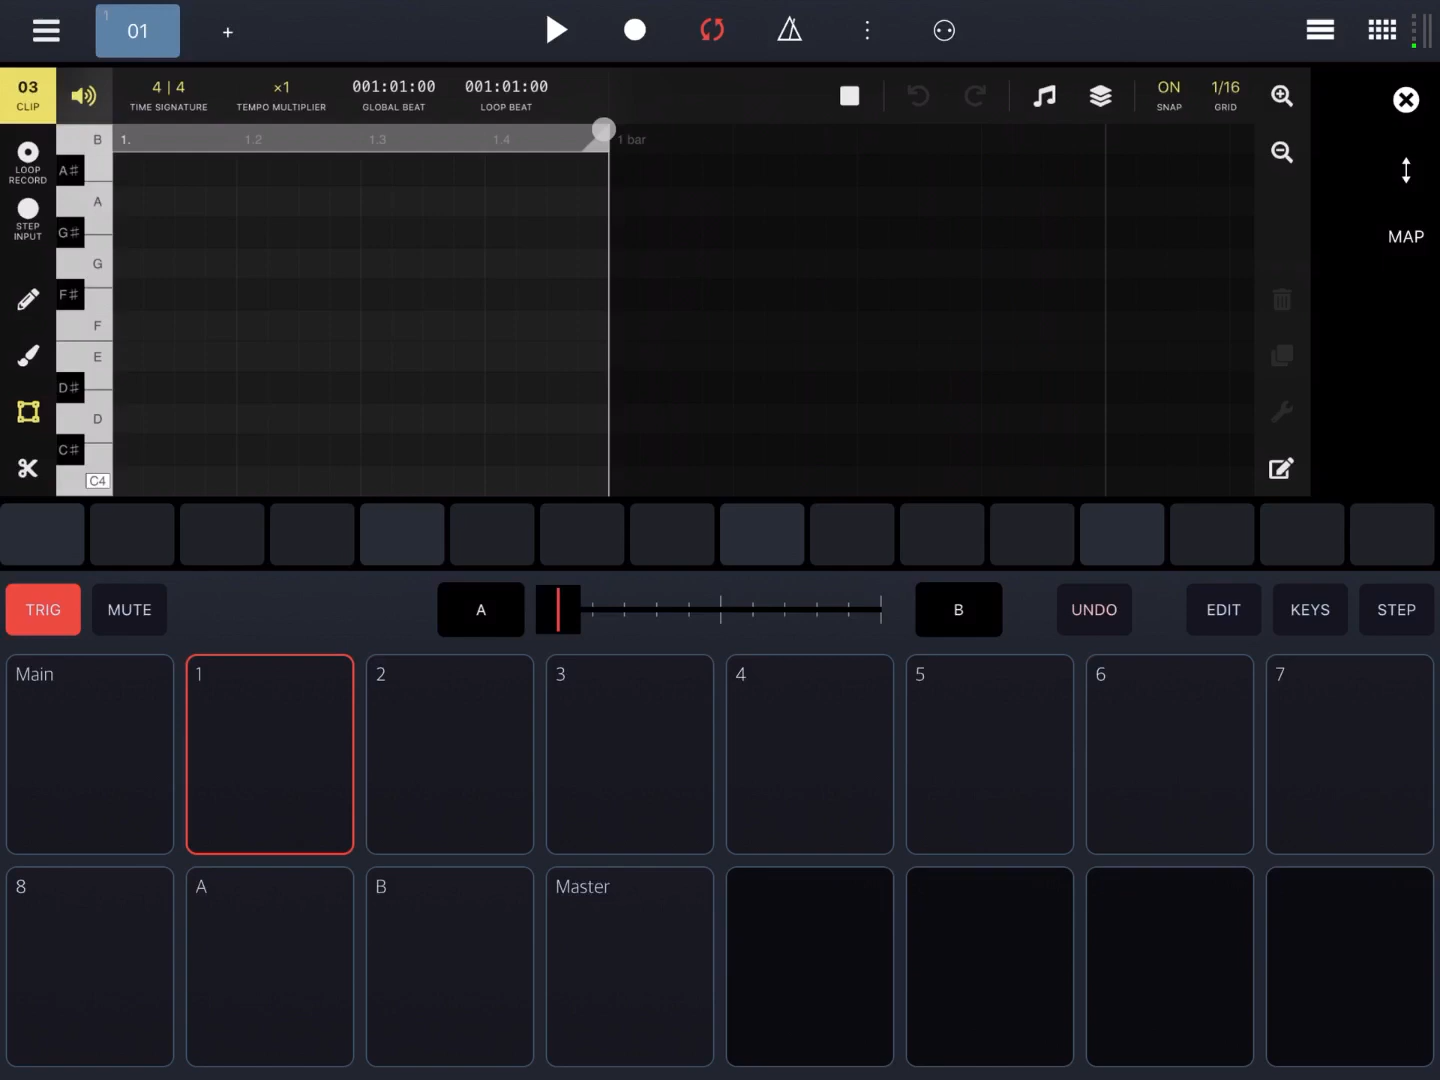 1
01
+
03
CLIP
4 | 4
TIME SIGNATURE
×1
TEMPO MULTIPLIER
001:01:00
GLOBAL BEAT
001:01:00
LOOP BEAT
ON
SNAP
1/16
GRID
LOOP
RECORD
STEP
INPUT
B
A#
A
G#
G
F#
F
E
D#
D
C#
C4
1.
1.2
1.3
1.4
1 bar
MAP
TRIG
MUTE
A
B
UNDO
EDIT
KEYS
STEP
Main
1
2
3
4
5
6
7
8
A
B
Master